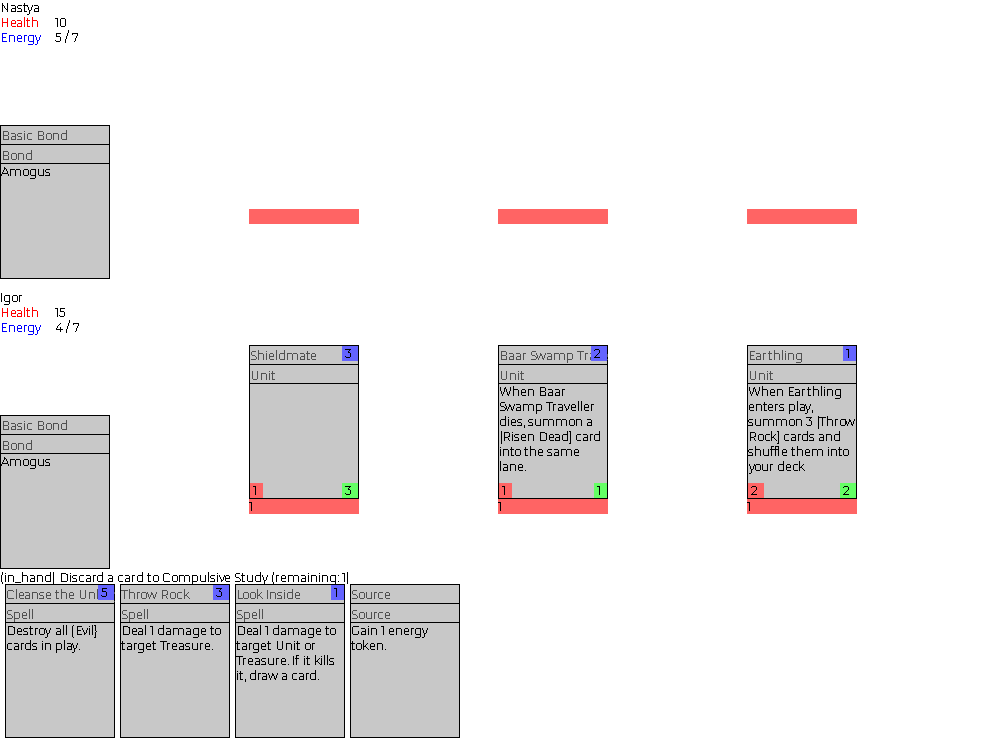 Nastya
Health 10
Energy 5 / 7
Basic Bond
Bond
Amogus
Igor
Health 15
Energy 4 / 7
Basic Bond
Bond
Amogus
Shieldmate 3
Unit
1 3
1
Baar Swamp Tr 2
Unit
When Baar
Swamp Traveller
dies, summon a
[Risen Dead] card
into the same
lane.
1 1
1
Earthling 1
Unit
When Earthling
enters play,
summon 3 [Throw
Rock] cards and
shuffle them into
your deck
2 2
1
(in_hand) Discard a card to Compulsive Study (remaining: 1)
Cleanse the Un 5
Spell
Destroy all [Evil]
cards in play.
Throw Rock 3
Spell
Deal 1 damage to
target Treasure.
Look Inside 1
Spell
Deal 1 damage to
target Unit or
Treasure. If it kills
it, draw a card.
Source
Source
Gain 1 energy
token.